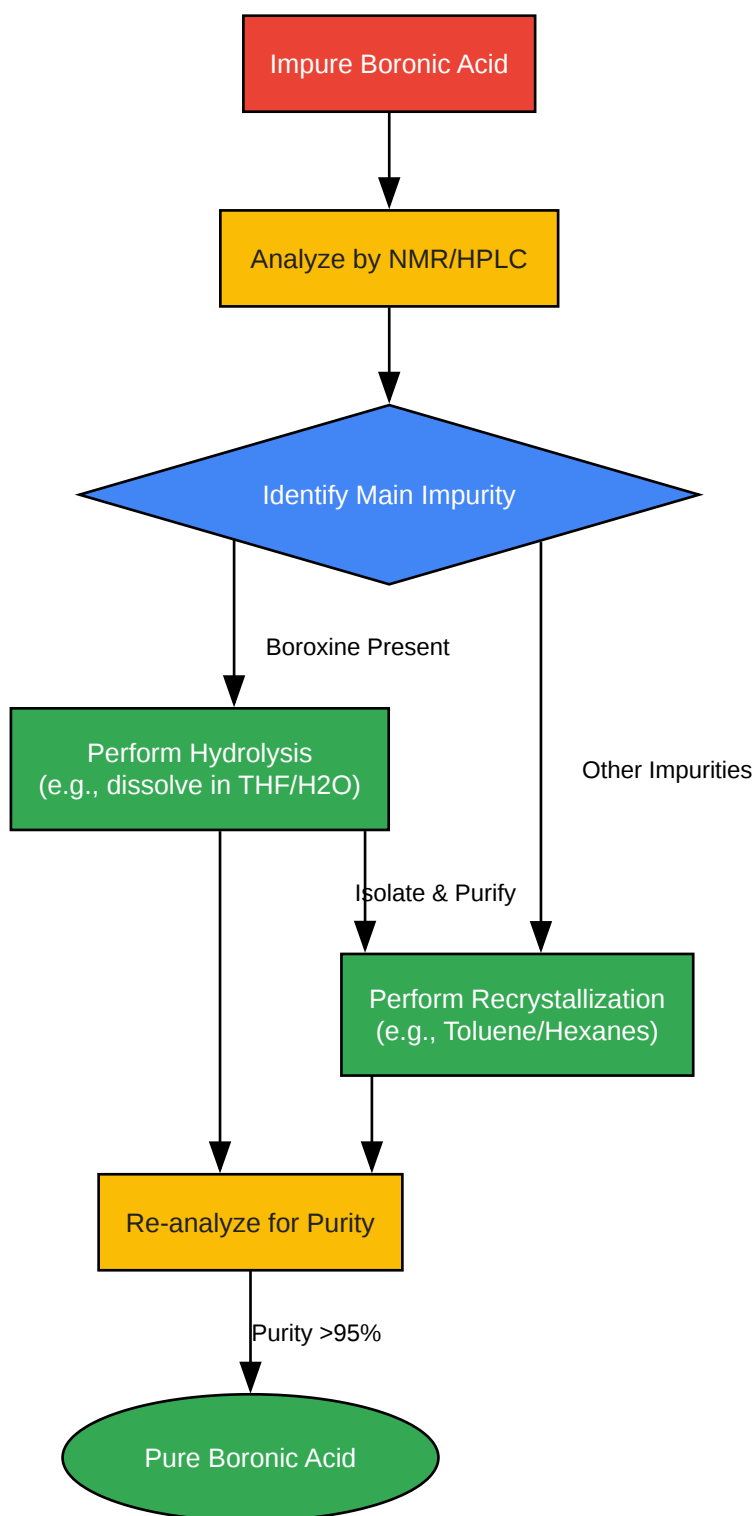 Impure Boronic Acid
Analyze by NMR/HPLC
Identify Main Impurity
Boroxine Present
Perform Hydrolysis
(e.g., dissolve in THF/H2O)
Other Impurities
Isolate & Purify
Perform Recrystallization
(e.g., Toluene/Hexanes)
Re-analyze for Purity
Purity >95%
Pure Boronic Acid